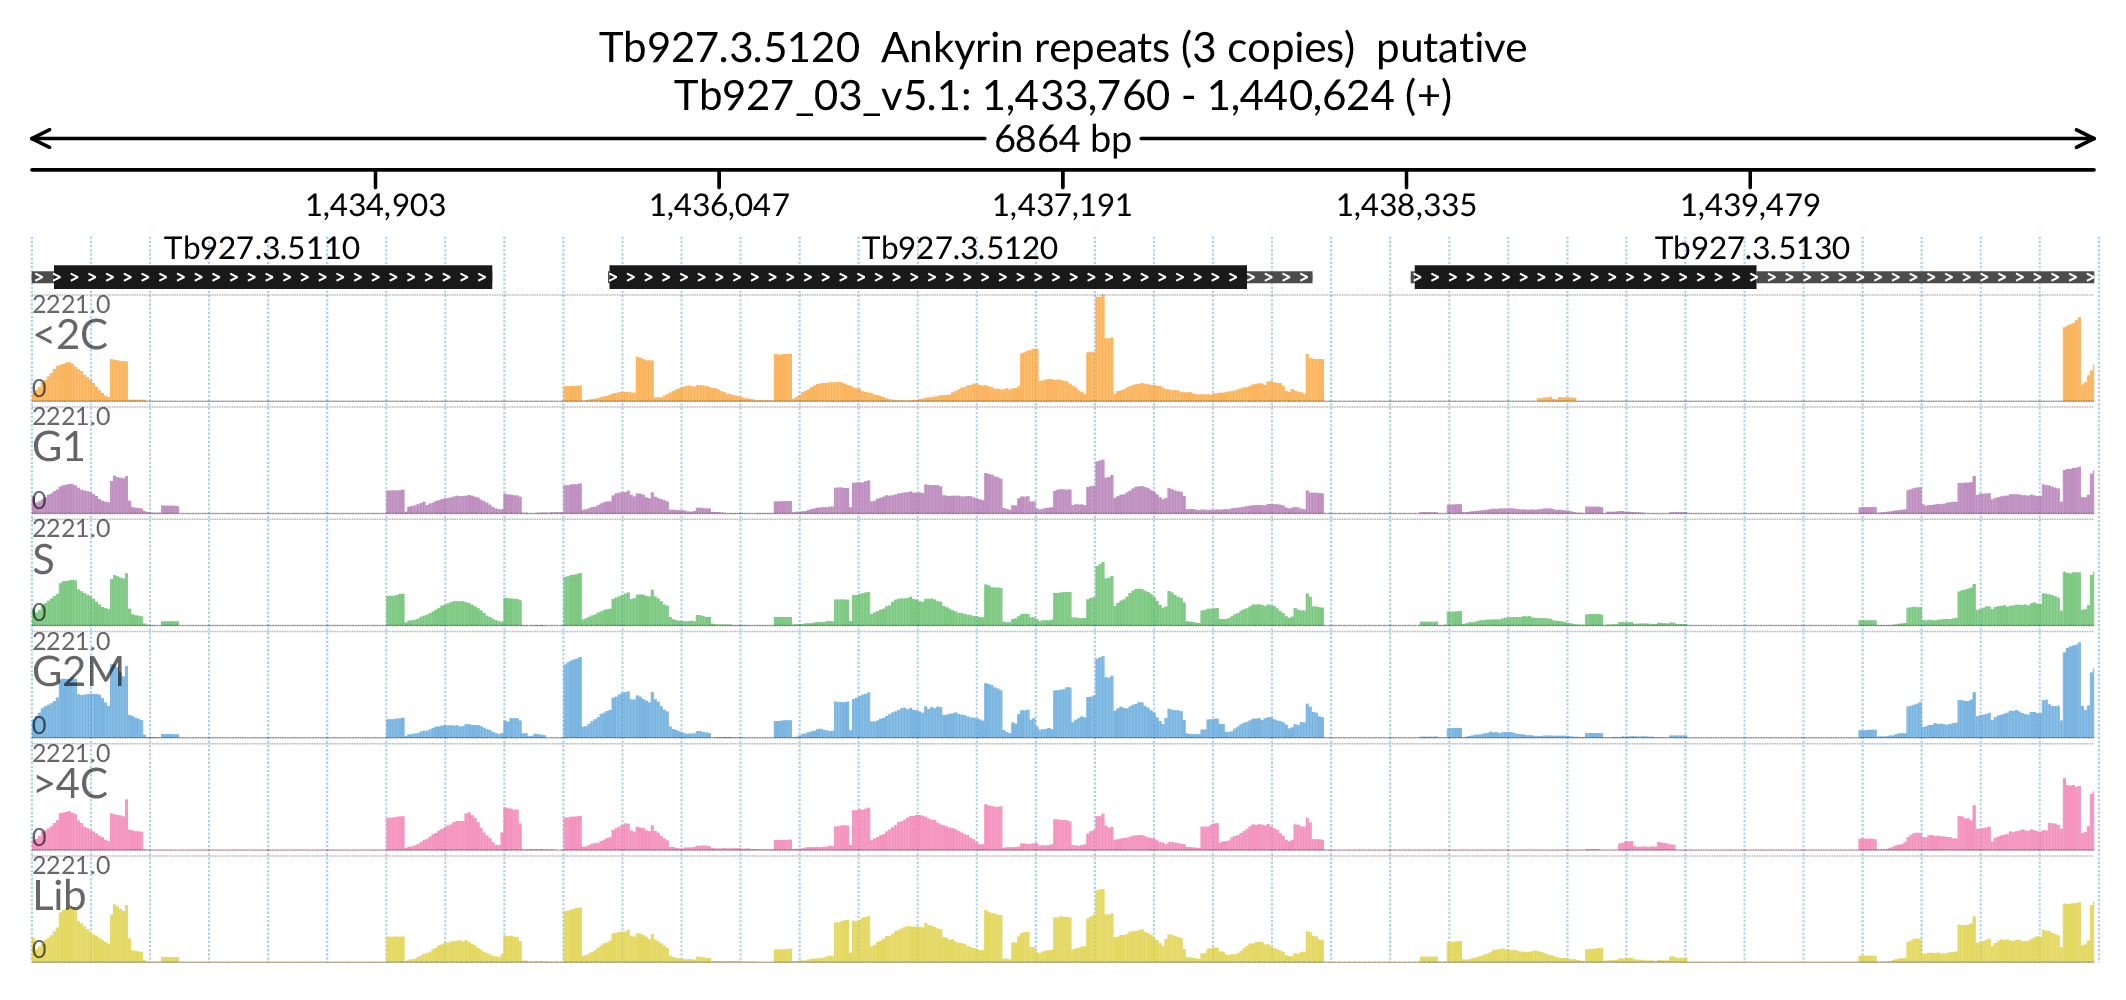 Tb927.3.5120  Ankyrin repeats (3 copies)  putative
Tb927_03_v5.1: 1,433,760 - 1,440,624 (+)
6864 bp
1,434,903 1,436,047 1,437,191 1,438,335 1,439,479
Tb927.3.5110 Tb927.3.5120 Tb927.3.5130
2221.0
<2C
0
2221.0
G1
0
2221.0
S
0
2221.0
G2M
0
2221.0
>4C
0
2221.0
Lib
0